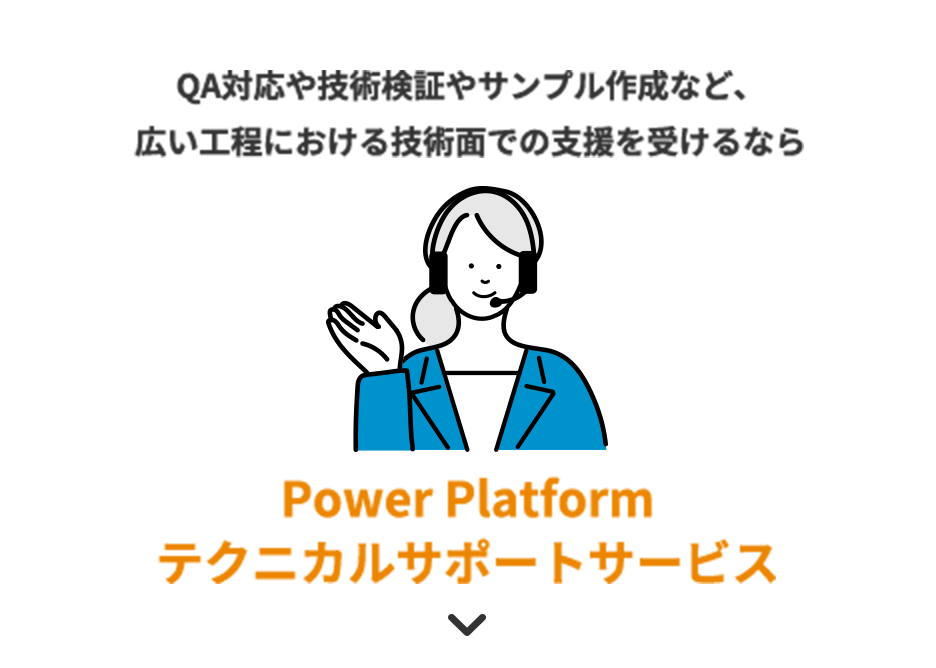 QA対応や技術検証やサンプル作成など、
広い工程における技術面での支援を受けるなら
Power Platform
テクニカルサポートサービス